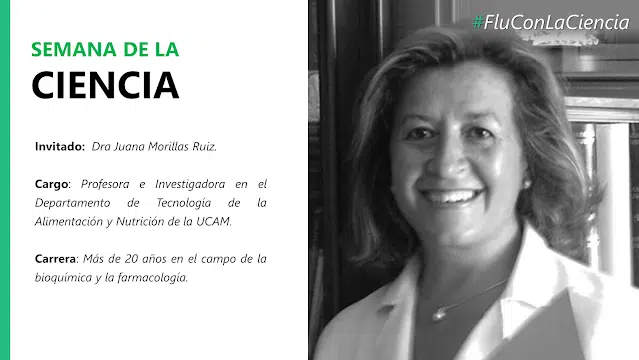 #FluConLaCiencia
SEMANA DE LA
CIENCIA
Invitado: Dra Juana Morillas Ruiz.
Cargo: Profesora e Investigadora en el
Departamento de Tecnología de la
Alimentación y Nutrición de la UCAM.
Carrera: Más de 20 años en el campo de la
bioquímica y la farmacología.